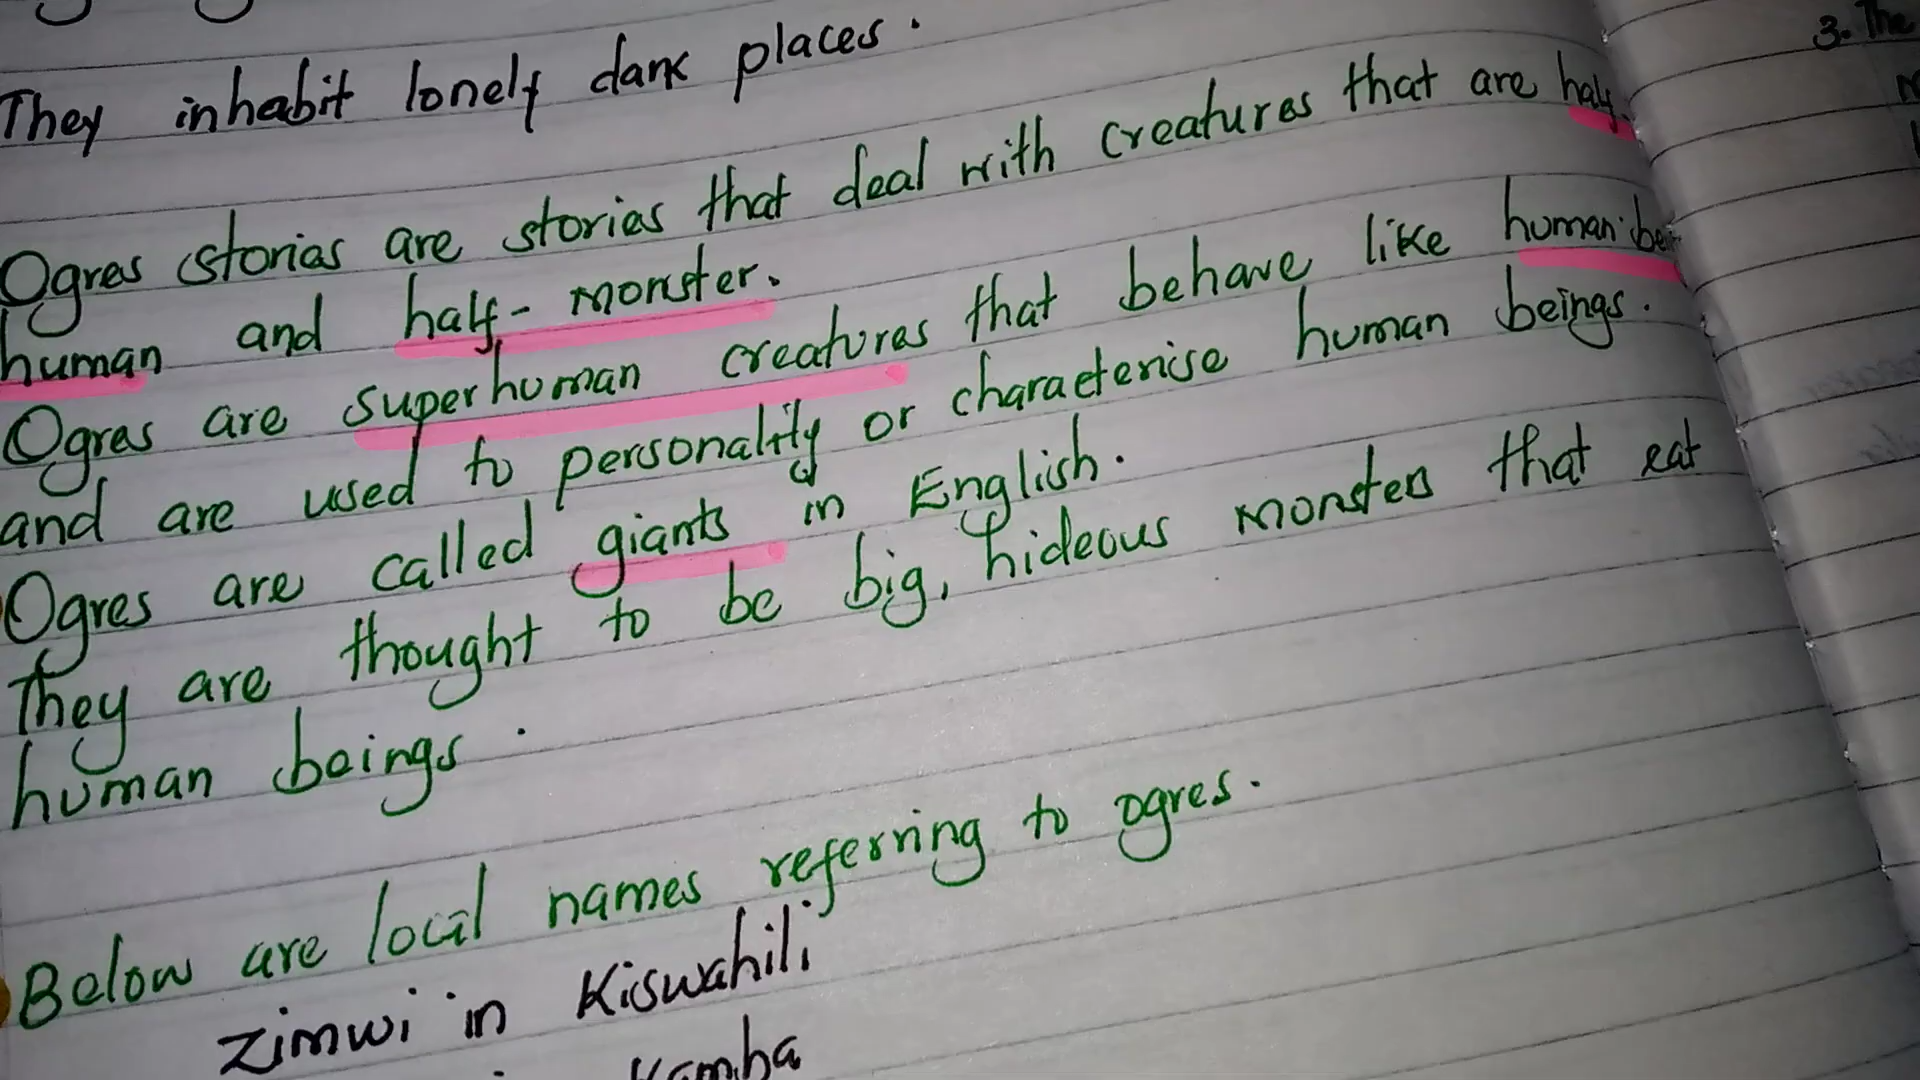 They inhabit lonely dark places.
Ogres stories are stories that deal with creatures that are half
human and half-monster.
Ogres are superhuman creatures that behave like human
and are used to personality or characterise human beings.
Ogres are called giants in English.
They are thought to be big, hideous monsters that eat
human beings.
Below are local names referring to ogres.
Zimwi in Kiswahili
Kamba
3. The